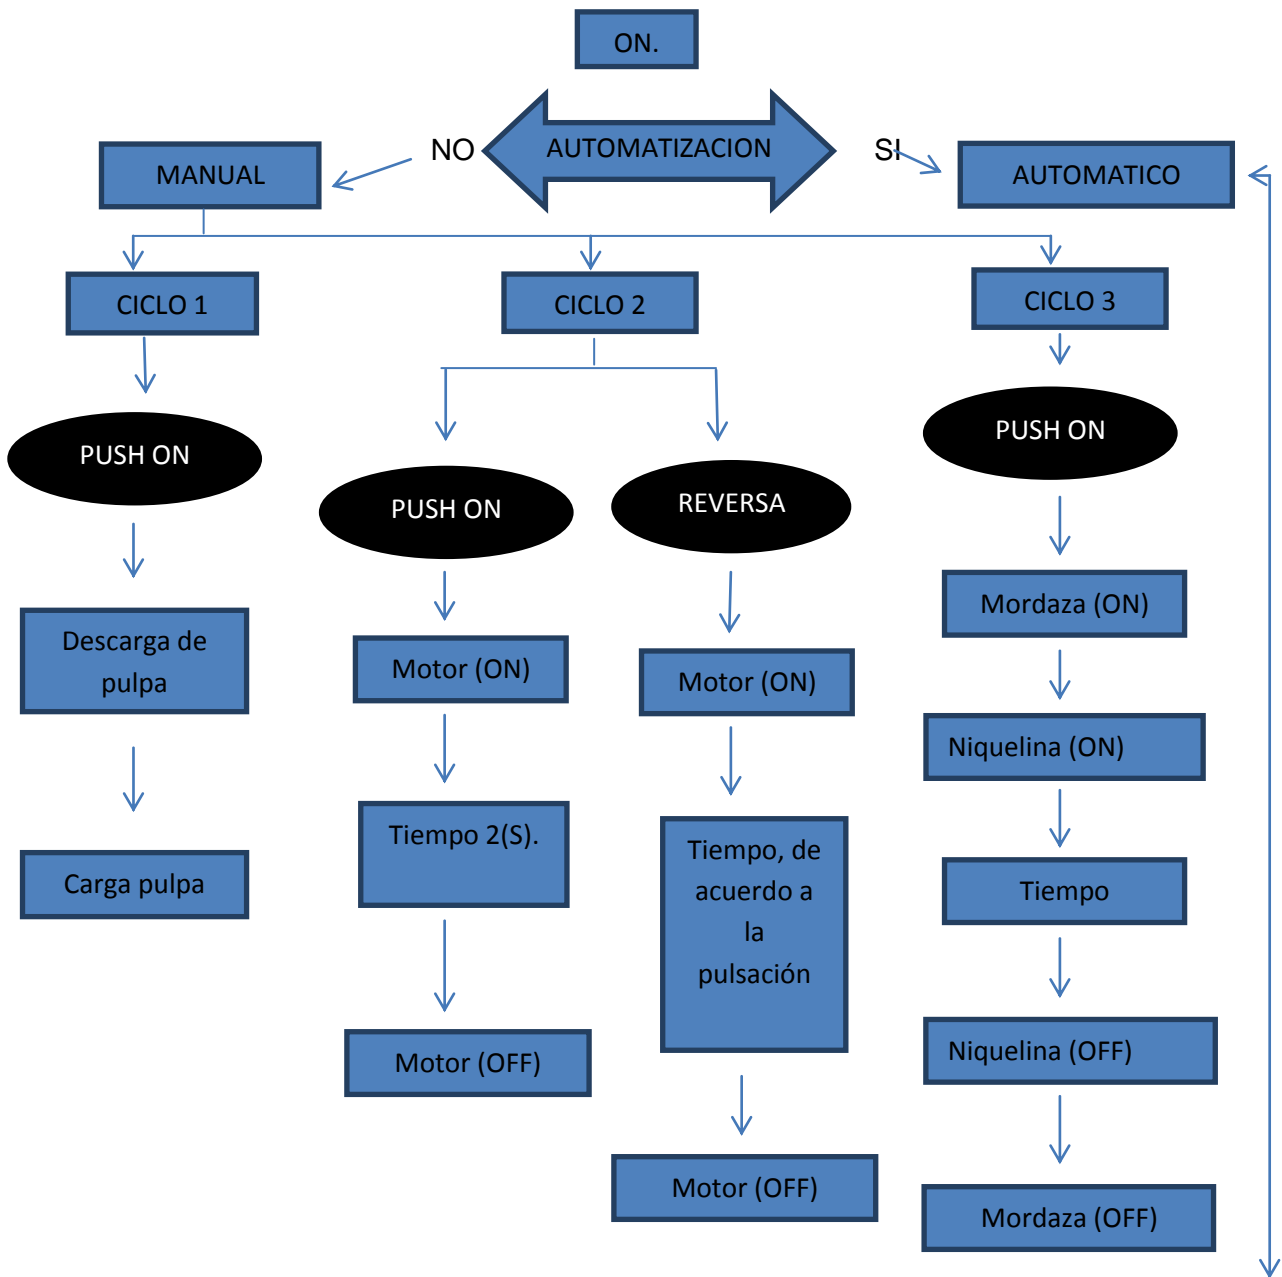 ON.
NO
AUTOMATIZACION
SI
MANUAL
AUTOMATICO
CICLO 1
CICLO 2
CICLO 3
PUSH ON
PUSH ON
REVERSA
PUSH ON
Descarga de
pulpa
Carga pulpa
Motor (ON)
Tiempo 2(S).
Motor (OFF)
Motor (ON)
Tiempo, de
acuerdo a
la
pulsación
Motor (OFF)
Mordaza (ON)
Niquelina (ON)
Tiempo
Niquelina (OFF)
Mordaza (OFF)